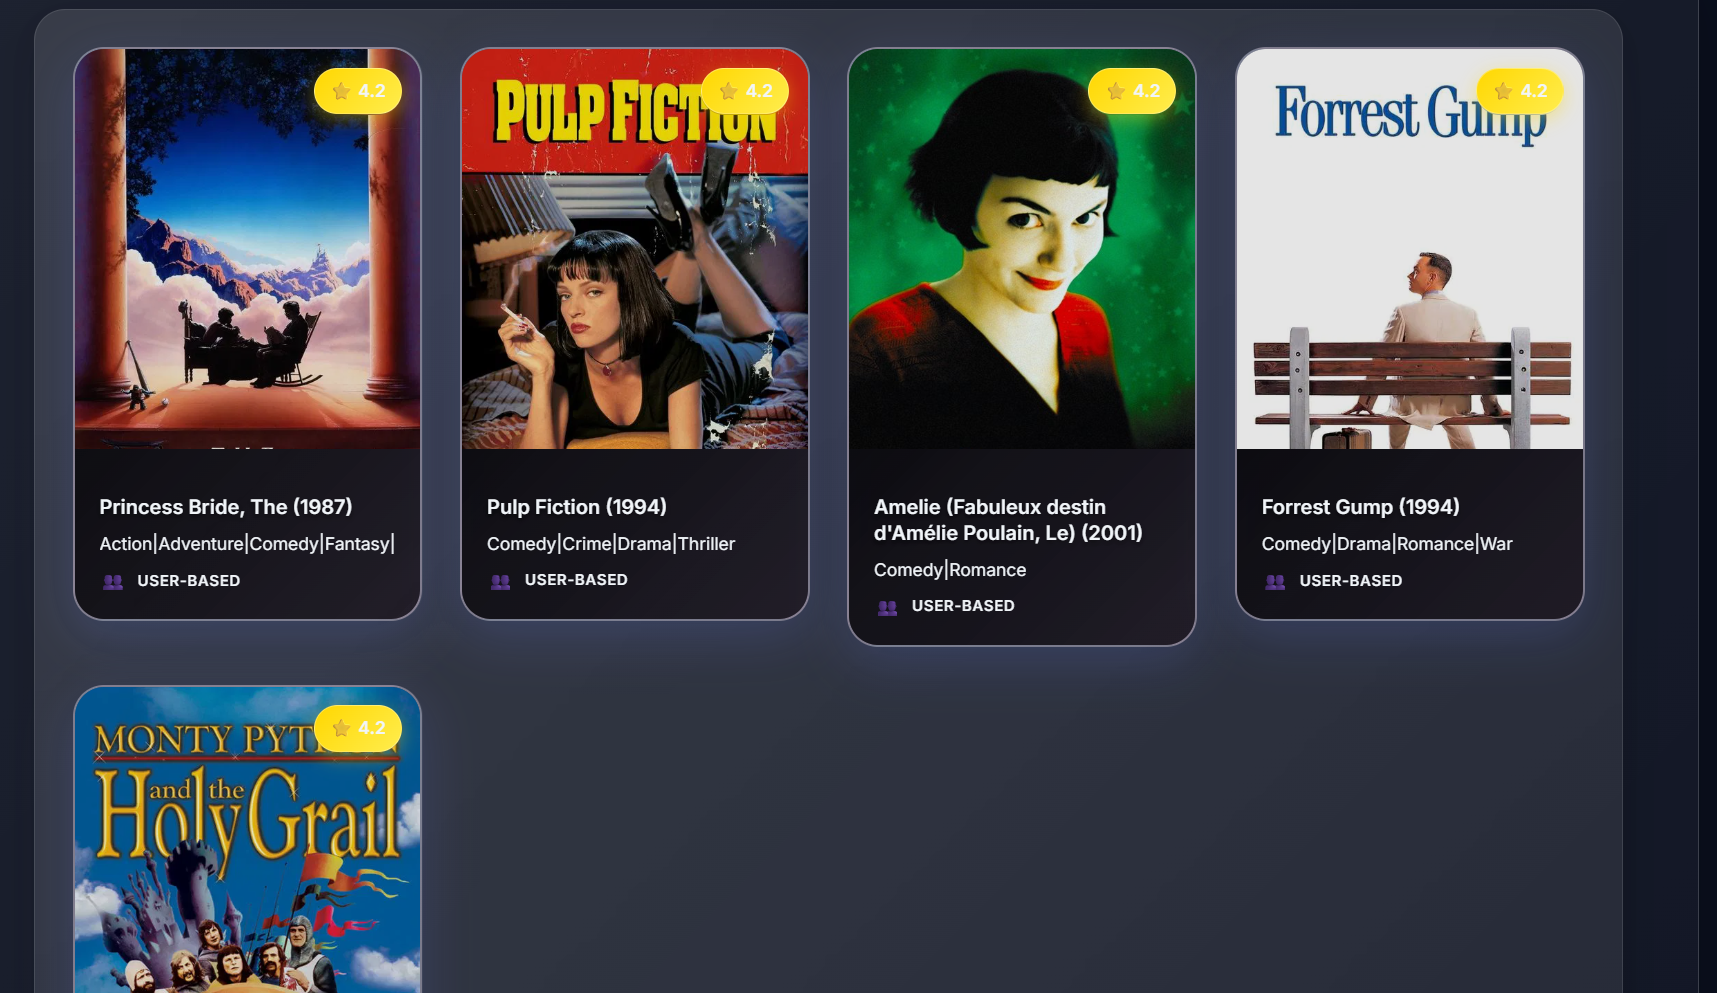 4.2
4.2
4.2
4.2
PULP FICTION
Forrest Gump
Princess Bride, The (1987)
Action|Adventure|Comedy|Fantasy|
USER-BASED
Pulp Fiction (1994)
Comedy|Crime|Drama|Thriller
USER-BASED
Amelie (Fabuleux destin
d'Amélie Poulain, Le) (2001)
Comedy|Romance
USER-BASED
Forrest Gump (1994)
Comedy|Drama|Romance|War
USER-BASED
4.2
MONTY PYTHON
and the
Holy Grail